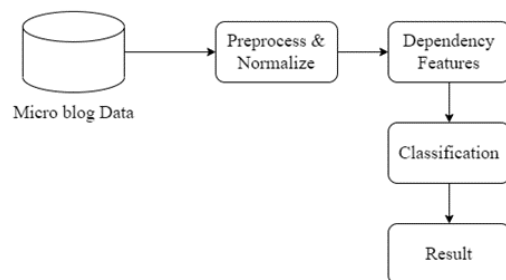 Preprocess &
Normalize
Dependency
Features
Micro blog Data
Classification
Result